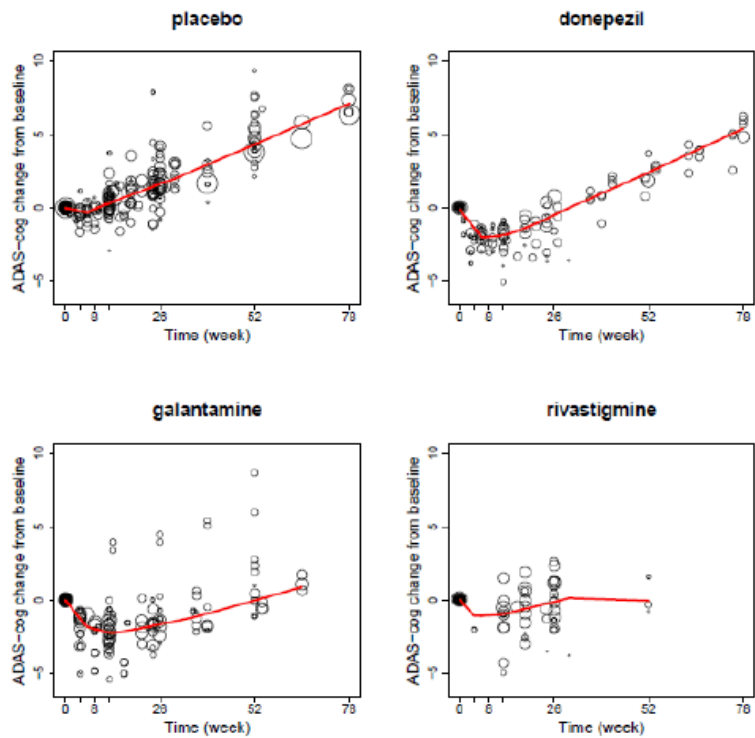 placebo
ADAS-cog change from baseline
10
5
0
-5
0 8 26 52 78
Time (week)
donepezil
ADAS-cog change from baseline
10
5
0
-5
0 8 26 52 78
Time (week)
galantamine
ADAS-cog change from baseline
10
5
0
-5
0 8 26 52 78
Time (week)
rivastigmine
ADAS-cog change from baseline
10
5
0
-5
0 8 26 52 78
Time (week)